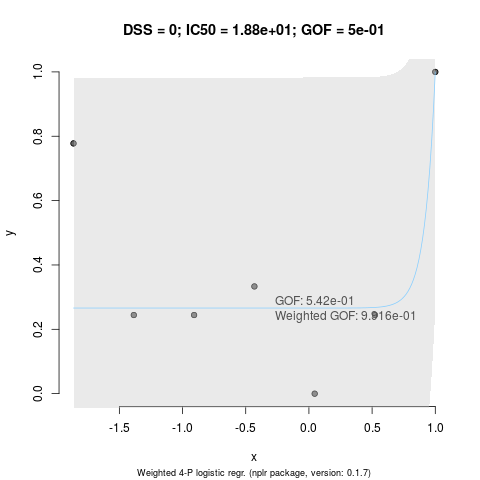 DSS = 0; IC50 = 1.88e+01; GOF = 5e-01
1.0
0.8
0.6
0.4
0.2
0.0
y
GOF: 5.42e-01
Weighted GOF: 9.916e-01
-1.5 -1.0 -0.5 0.0 0.5 1.0
x
Weighted 4-P logistic regr. (nplr package, version: 0.1.7)